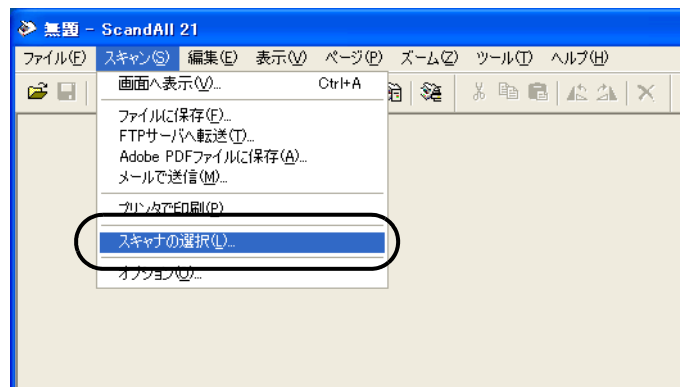 無題 - ScandAll 21
ファイル(F) スキャン(S) 編集(E) 表示(V) ページ(P) ズーム(Z) ツール(T) ヘルプ(H)
画面へ表示(V)... Ctrl+A
ファイルに保存(F)...
FTPサーバへ転送(T)...
Adobe PDFファイルに保存(A)...
メールで送信(M)...
プリンタで印刷(P)
スキャナの選択(L)...
オプション(O)...